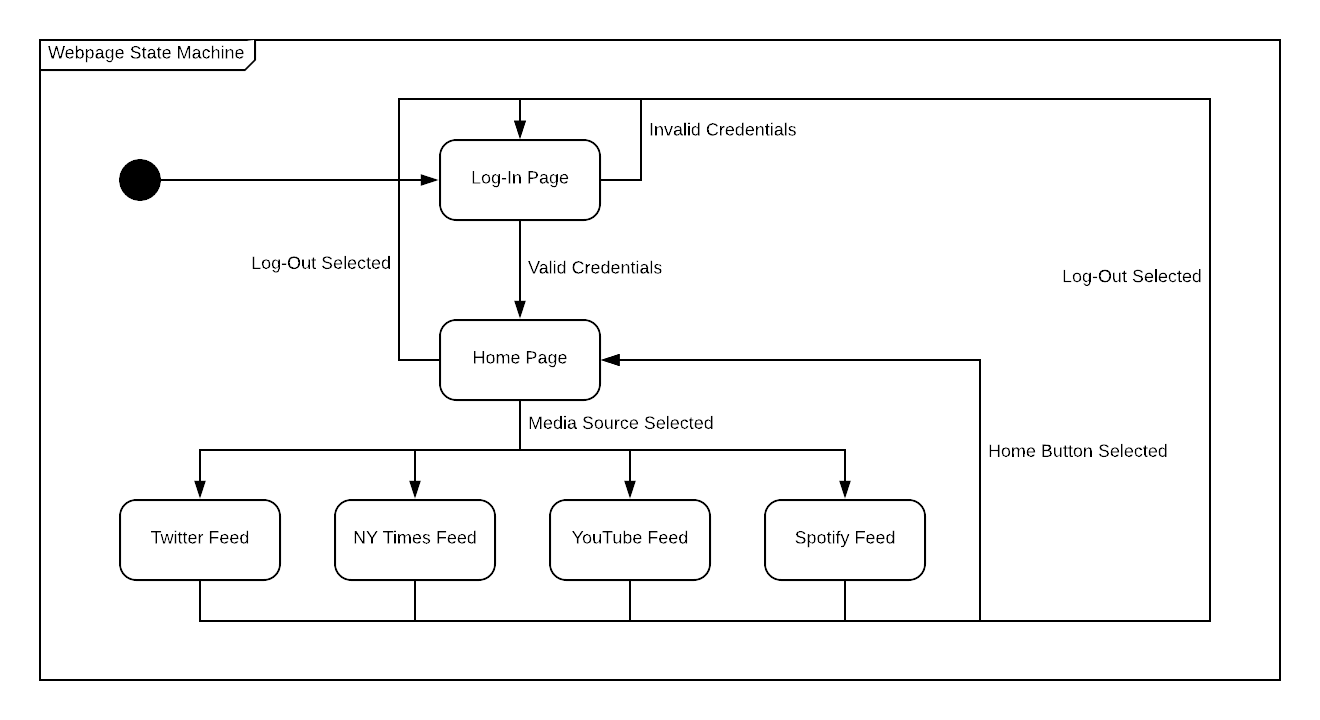 Webpage State Machine
Invalid Credentials
Log-In Page
Log-Out Selected
Valid Credentials
Log-Out Selected
Home Page
Media Source Selected
Home Button Selected
Twitter Feed
NY Times Feed
YouTube Feed
Spotify Feed